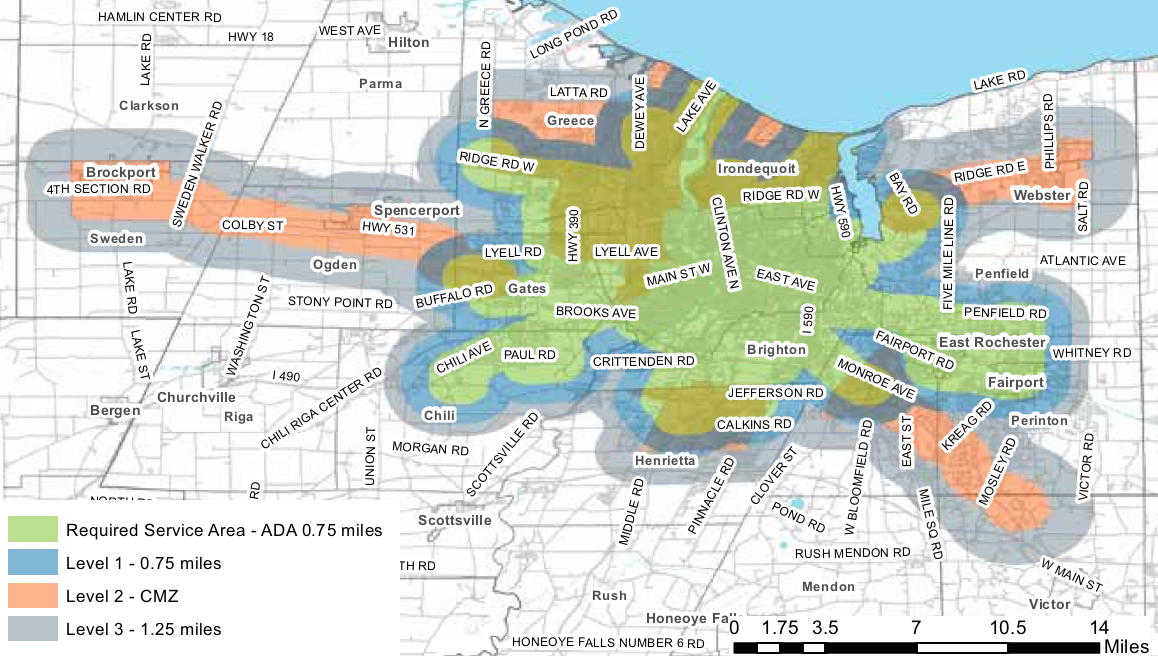 HAMLIN CENTER RD
WEST AVE
LONG POND RD
HWY 18
Hilton
LAKE RD
N GREECE RD
Parma
LAKE RD
Clarkson
LATTA RD
DEWEY AVE
LAKE AVE
PHILLIPS RD
Greece
SWEDEN WALKER RD
RIDGE RD W
Irondequoit
Brockport
RIDGE RD E
4TH SECTION RD
BAY RD
RIDGE RD W
Webster
SALT RD
Spencerport
HWY 590
COLBY ST
HWY 531
HWY 390
CLINTON AVE N
FIVE MILE LINE RD
Sweden
LYELL RD
LYELL AVE
ATLANTIC AVE
Ogden
LAKE RD
MAIN ST W
EAST AVE
Penfield
Gates
BUFFALO RD
STONY POINT RD
WASHINGTON ST
BROOKS AVE
I 590
PENFIELD RD
FAIRPORT RD
East Rochester
LAKE ST
CHILI AVE
PAUL RD
CRITTENDEN RD
Brighton
WHITNEY RD
I 490
MONROE AVE
Fairport
Churchville
CHILI RIGA CENTER RD
JEFFERSON RD
Bergen
Riga
Chili
CALKINS RD
KREAG RD
Perinton
EAST ST
UNION ST
MORGAN RD
SCOTTSVILLE RD
Henrietta
W BLOOMFIELD RD
MOSLEY RD
VICTOR RD
CLOVER ST
PINNACLE RD
MIDDLE RD
RD
NORTH RD
Scottsville
POND RD
MILE SQ RD
Required Service Area - ADA 0.75 miles
Level 1 - 0.75 miles
RUSH MENDON RD
TH RD
W MAIN ST
Level 2 - CMZ
Rush
Mendon
Victor
Level 3 - 1.25 miles
Honeoye Fal
0 1.75 3.5 7 10.5 14
HONEOYE FALLS NUMBER 6 RD
Miles